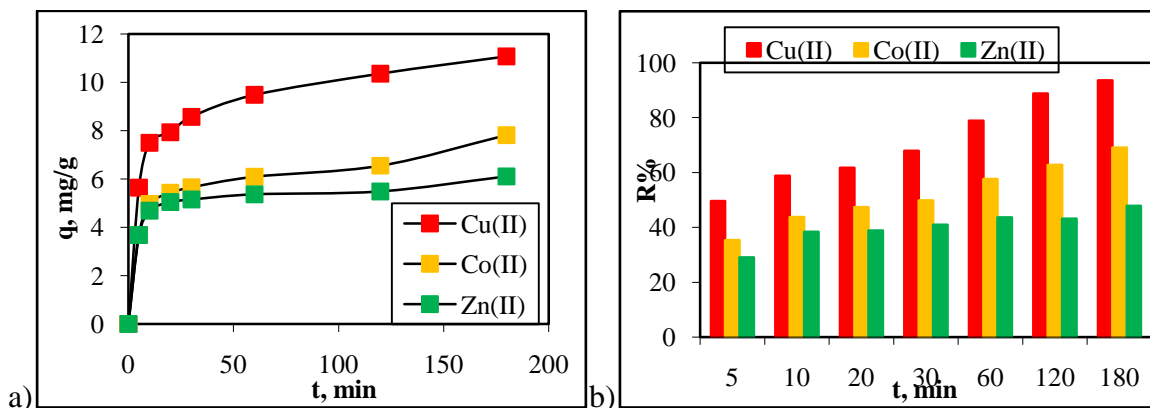 12
10
8
6
4
2
0
q, mg/g
0 50 100 150 200
t, min
Cu(II)
Co(II)
Zn(II)
a)
Cu(II) Co(II) Zn(II)
100
80
60
40
20
0
R%
5 10 20 30 60 120 180
t, min
b)